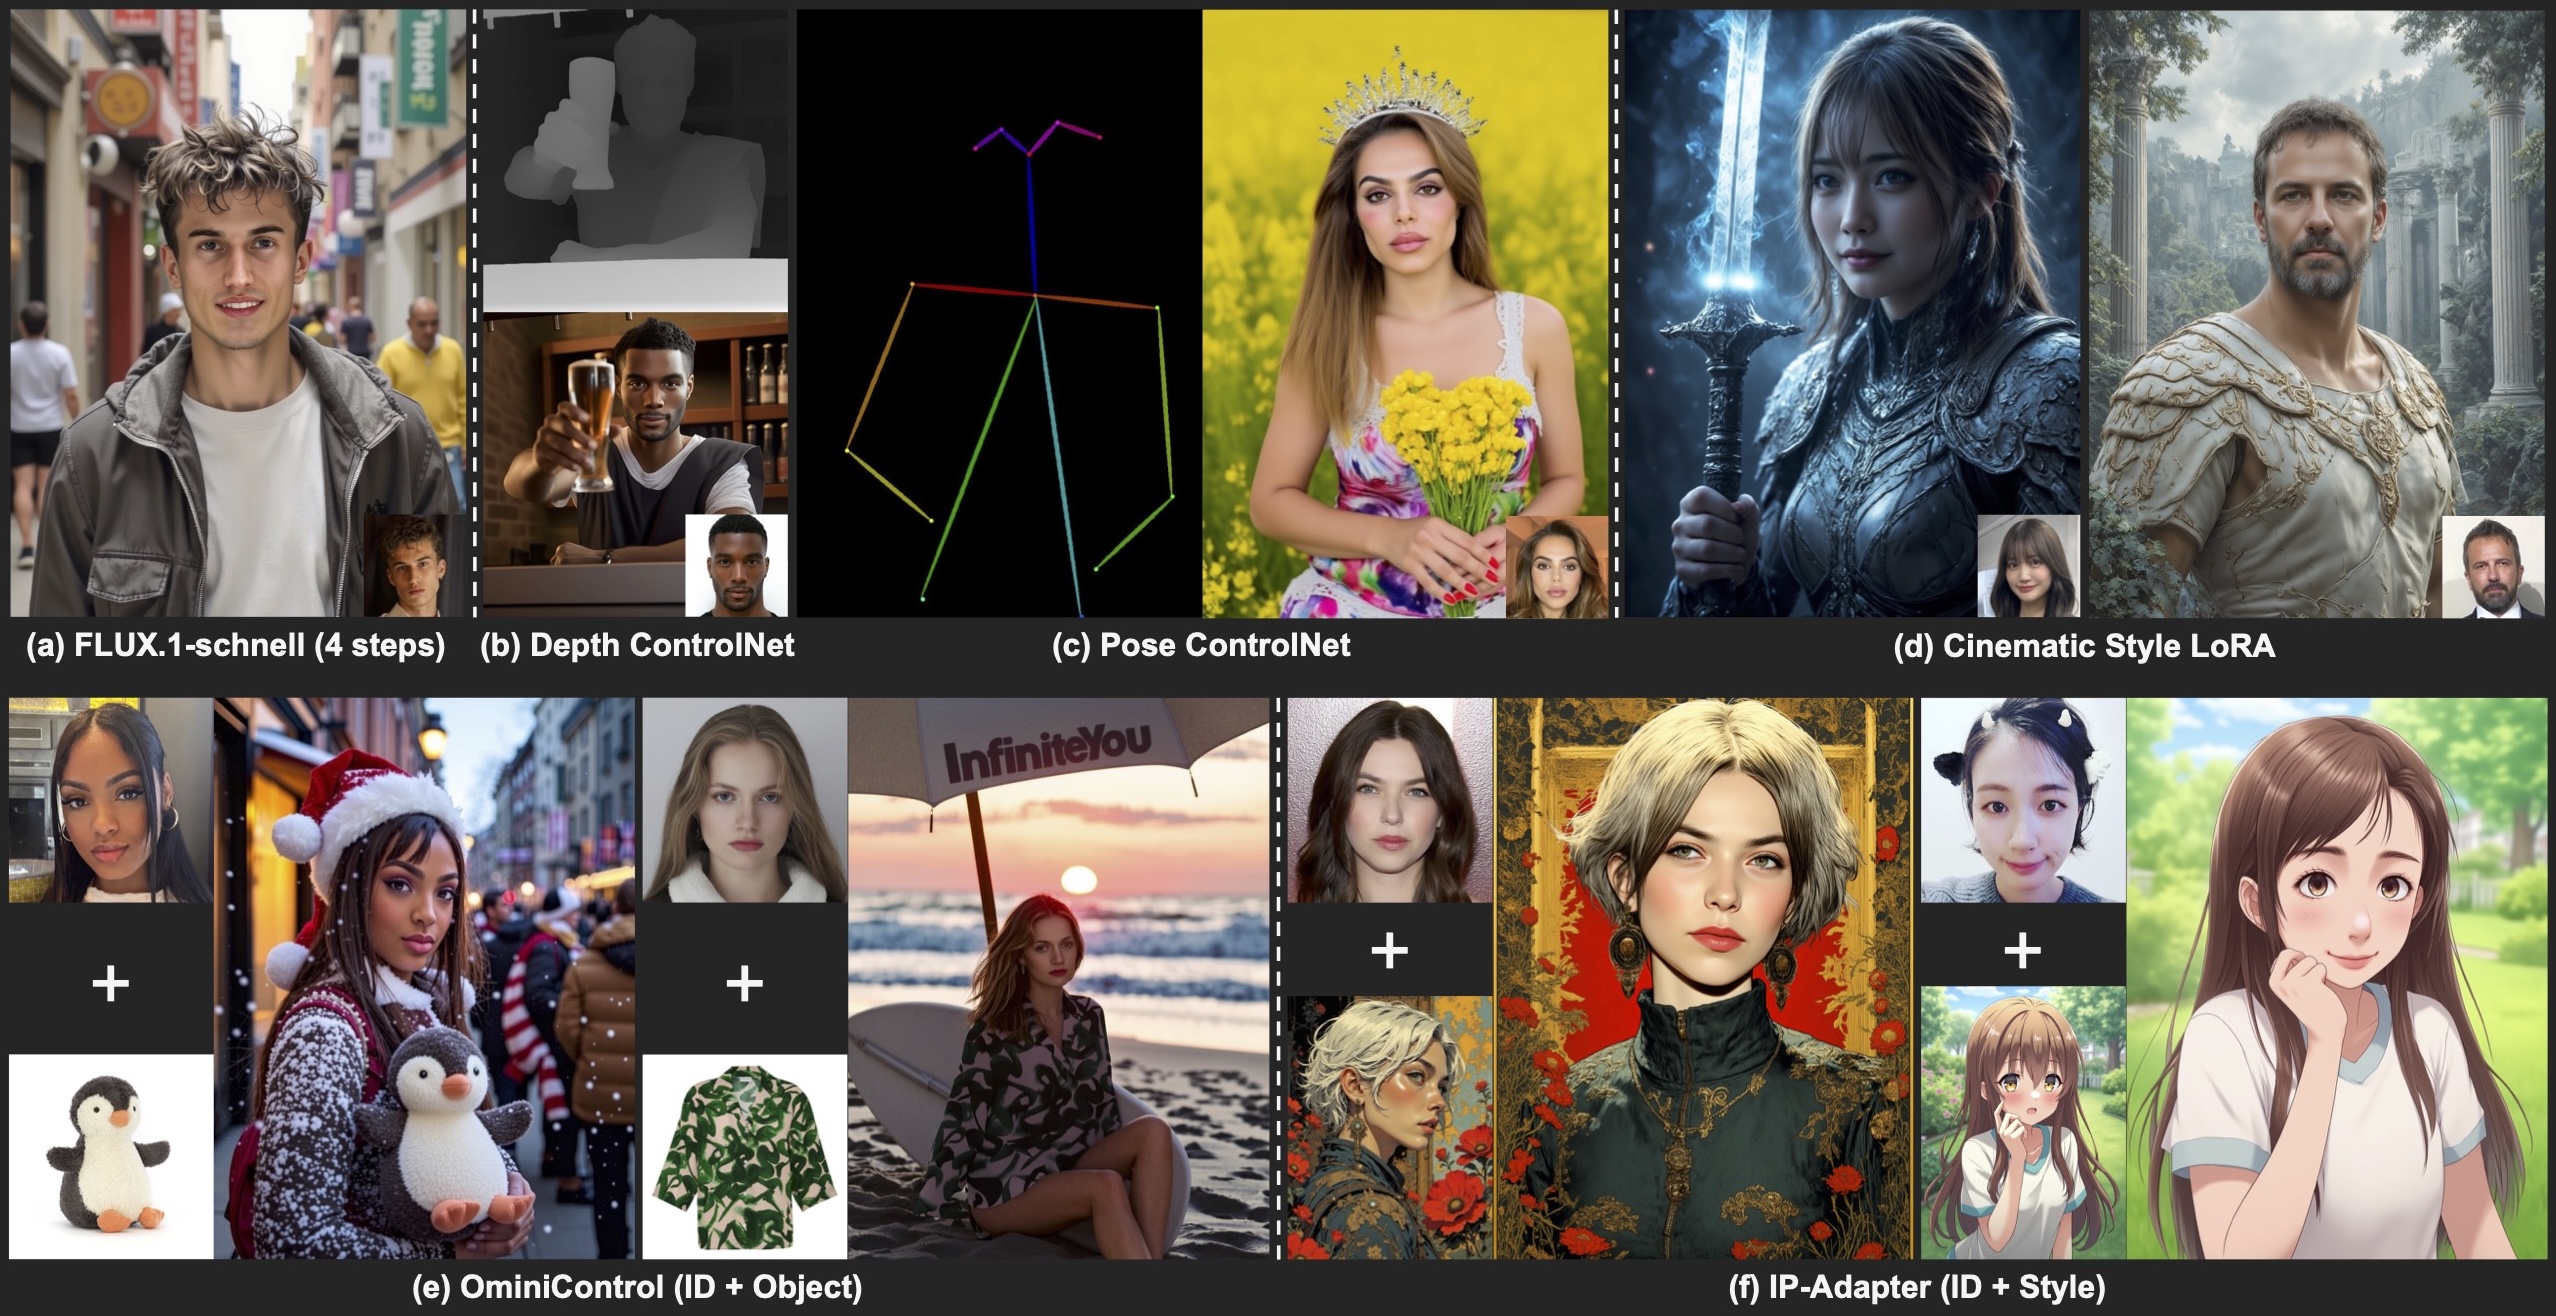 (a) FLUX.1-schnell (4 steps)
(b) Depth ControlNet
(c) Pose ControlNet
(d) Cinematic Style LoRA
InfiniteYou
(e) OminiControl (ID + Object)
(f) IP-Adapter (ID + Style)